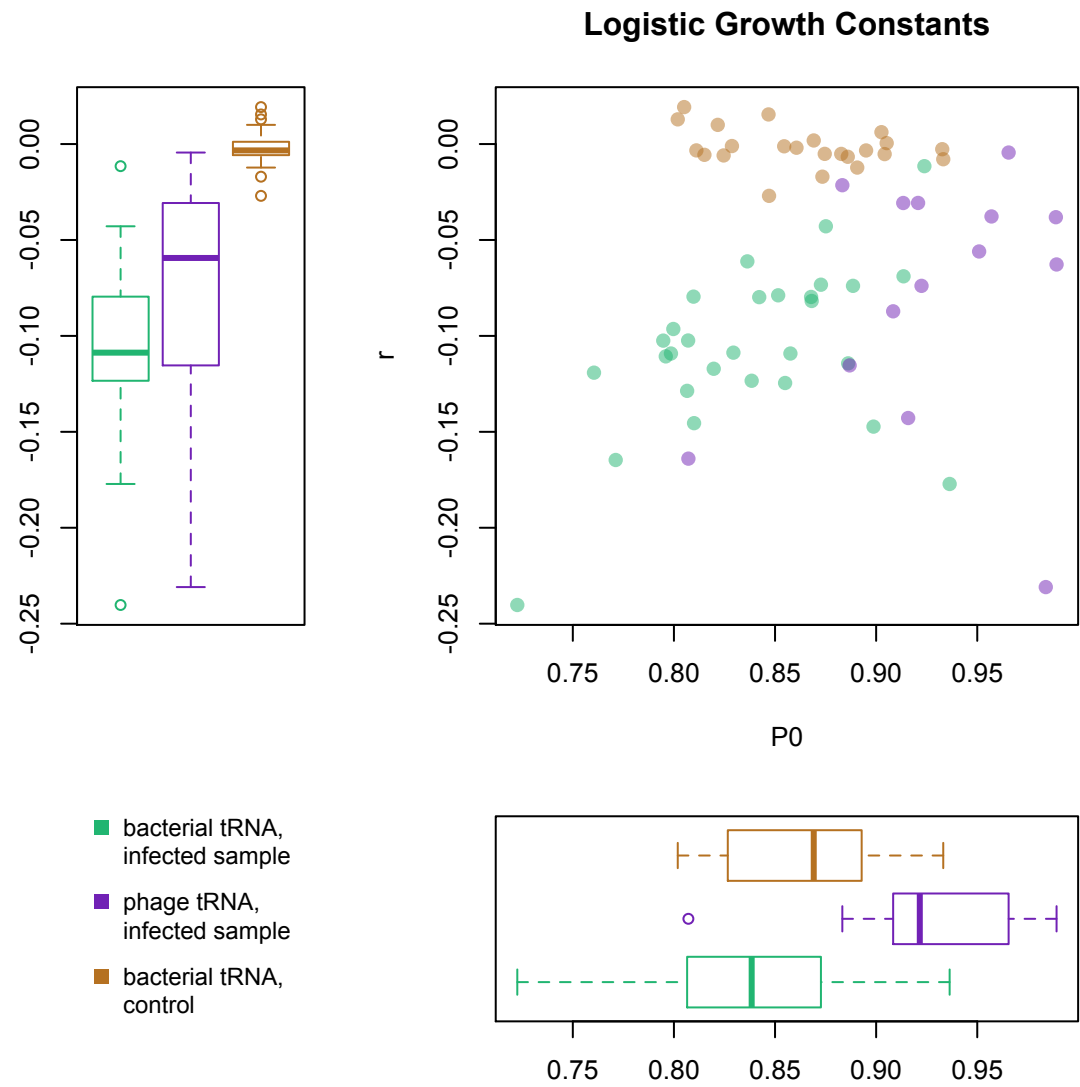 Logistic Growth Constants
0.00
-0.05
-0.10
-0.15
-0.20
-0.25
r
0.00
-0.05
-0.10
-0.15
-0.20
-0.25
0.75 0.80 0.85 0.90 0.95
P0
bacterial tRNA,
infected sample
phage tRNA,
infected sample
bacterial tRNA,
control
0.75 0.80 0.85 0.90 0.95